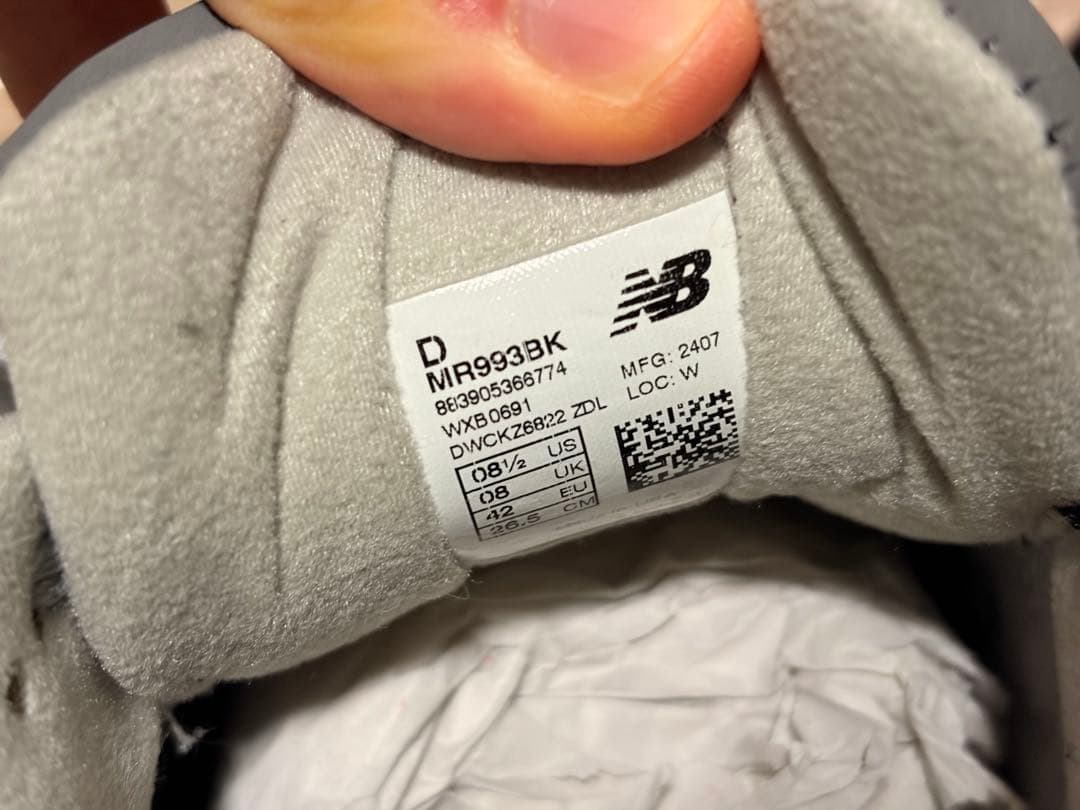 NB
D
MR993BK
883905366774
WXB0691
DWCKZ6822 ZDL
MFG: 2407
LOC: W
08½ US
08 UK
42 EU
26.5 CM